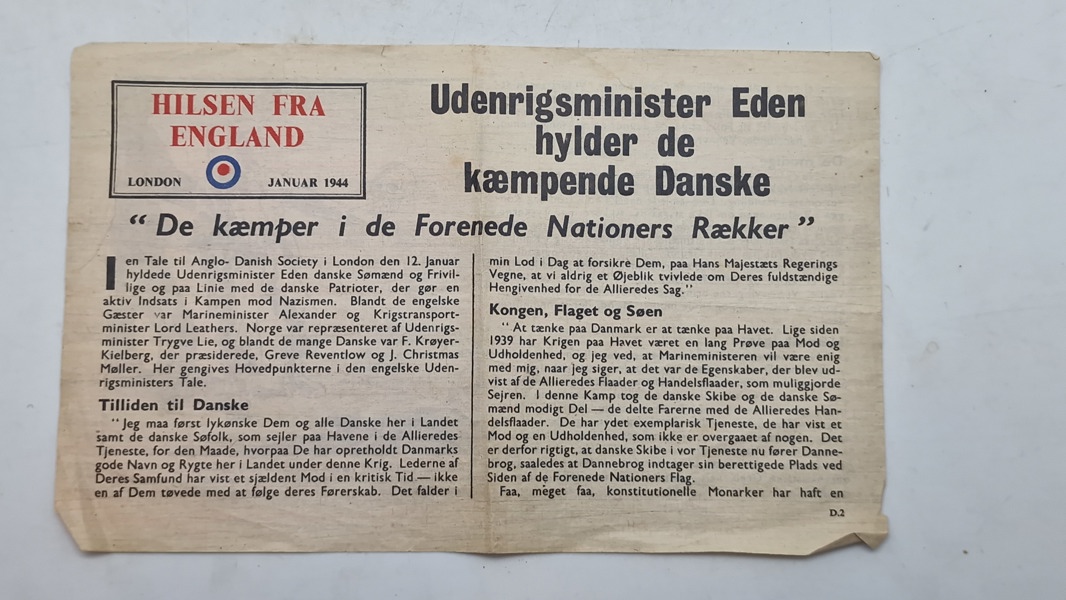 HILSEN FRA
ENGLAND
LONDON JANUAR 1944
Udenrigsminister Eden
hylder de
kæmpende Danske
“De kæmper i de Forenede Nationers Rækker”
I en Tale til Anglo- Danish Society i London den 12. Januar
hyldede Udenrigsminister Eden danske Sømænd og Frivil-
lige og paa Linie med de danske Patrioter, der gør en
aktiv Indsats i Kampen mod Nazismen. Blandt de engelske
Gæster var Marineminister Alexander og Krigstransport-
minister Lord Leathers. Norge var repræsenteret af Udenrigs-
minister Trygve Lie, og blandt de mange Danske var F. Krøyer-
Kielberg, der præsiderede, Greve Reventlow og J. Christmas
Møller. Her gengives Hovedpunkterne i den engelske Uden-
rigsministers Tale.
Tilliden til Danske
“Jeg maa først lykønske Dem og alle Danske her i Landet
samt de danske Søfolk, som sejler paa Havene i de Allieredes
Tjeneste, for den Maade, hvorpaa De har opretholdt Danmarks
gode Navn og Rygte her i Landet under denne Krig. Lederne af
Deres Samfund har vist et sjældent Mod i en kritisk Tid — ikke
en af Dem tøvede med at følge deres Førerskab. Det falder i
min Lod i Dag at forsikre Dem, paa Hans Majestæts Regerings
Vegne, at vi aldrig et Øjeblik tvivlede om Deres fuldstændige
Hengivenhed for de Allieredes Sag.”
Kongen, Flaget og Søen
“At tænke paa Danmark er at tænke paa Havet. Lige siden
1939 har Krigen paa Havet været en lang Prøve paa Mod og
Udholdenhed, og jeg ved, at Marineministeren vil være enig
med mig, naar jeg siger, at det var de Egenskaber, der blev ud-
vist af de Allieredes Flaader og Handelsflaader, som muliggjorde
Sejren. I denne Kamp tog de danske Skibe og de danske Sø-
mænd modigt Del — de delte Farerne med de Allieredes Han-
delsflaader. De har ydet exemplarisk Tjeneste, de har vist et
Mod og en Udholdenhed, som ikke er overgaaet af nogen. Det
er derfor rigtigt, at danske Skibe i vor Tjeneste nu fører Danne-
brog, saaledes at Dannebrog indtager sin berettigede Plads ved
Siden af de Forenede Nationers Flag.
Faa, meget faa, konstitutionelle Monarker har haft en
D.2